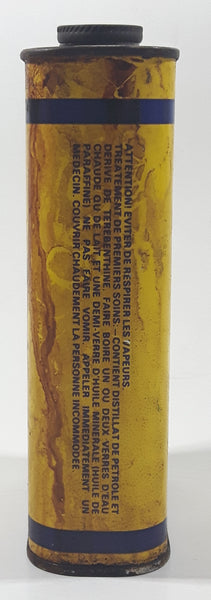 ATTENTION! EVITER DE RESPIRER LES VAPEURS.
TREATEMENT DE PREMIERS SOINS. — CONTIENT DISTILLAT DE PETROLE ET
DERIVE DE TEREBENTHINE. FAIRE BOIRE UN OU DEUX VERRES D'EAU
CHAUDE OU DE LAIT ET UNE DEMI-VERRE D'HUILE MINERALE (HUILE DE
PARAFFINE) NE PAS FAIRE VOMIR. APPELER IMMEDIATEMENT UN
MEDECIN. COUVRIR CHAUDEMENT LA PERSONNE INCOMMODEE.